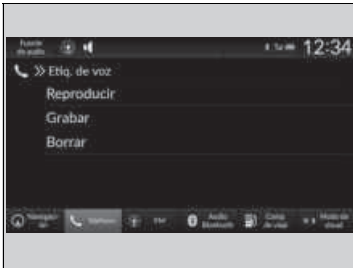 Fuente de audio
12:34
Etiq. de voz
Reproducir
Grabar
Borrar
Teléfono
FM
Audio
Bluetooth